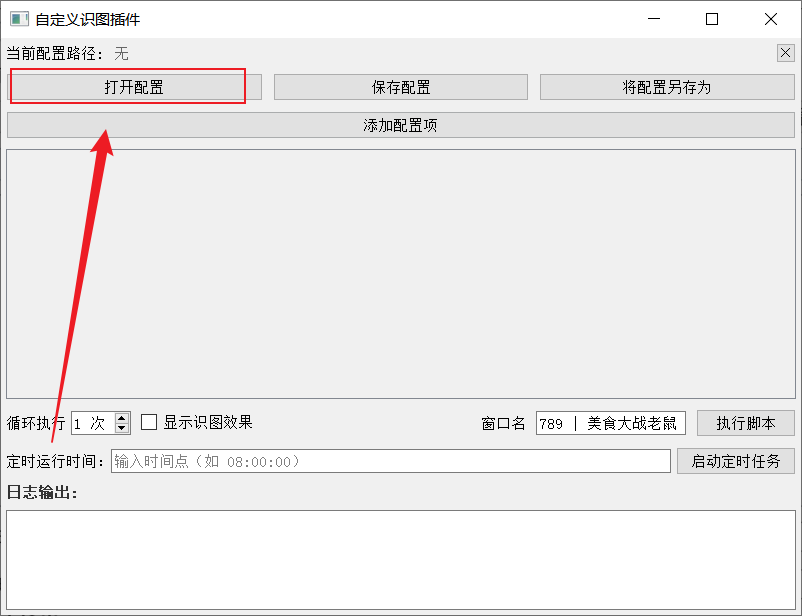 自定义识图插件
当前配置路径: 无
打开配置 保存配置 将配置另存为
添加配置项
循环执行 1 次 显示识图效果 窗口名 789 | 美食大战老鼠 执行脚本
定时运行时间: 输入时间点（如 08:00:00） 启动定时任务
日志输出: